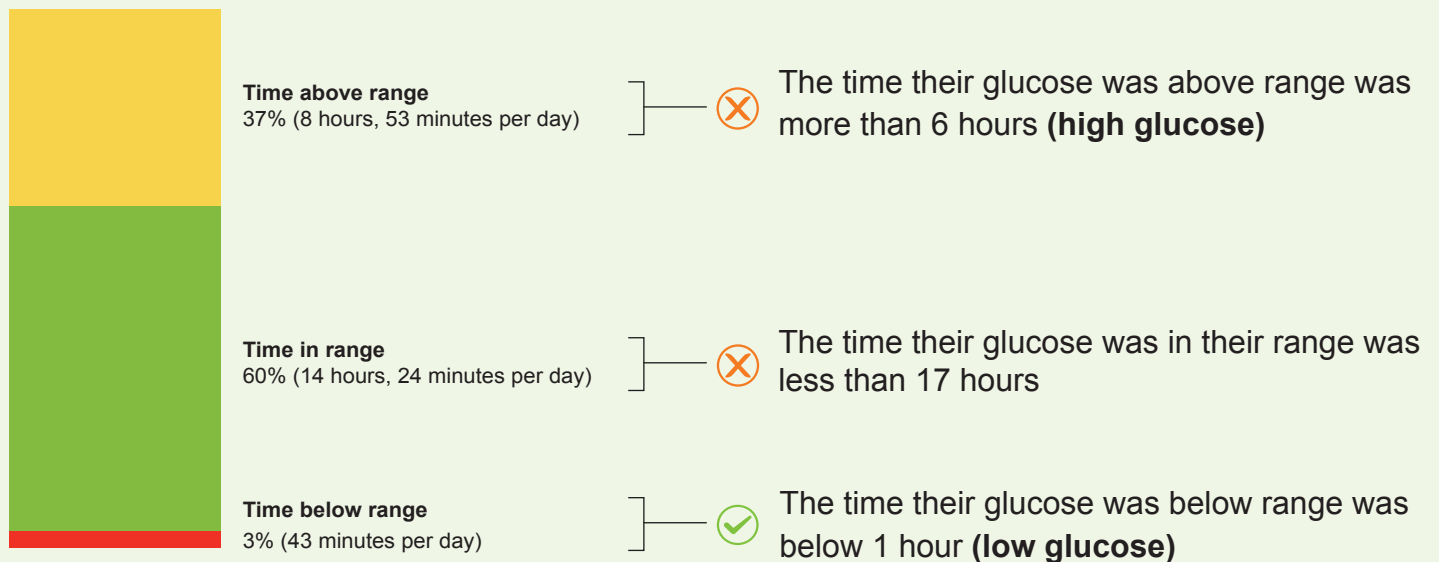 Time above range
37% (8 hours, 53 minutes per day)
The time their glucose was above range was
more than 6 hours (high glucose)
Time in range
60% (14 hours, 24 minutes per day)
The time their glucose was in their range was
less than 17 hours
Time below range
3% (43 minutes per day)
The time their glucose was below range was
below 1 hour (low glucose)